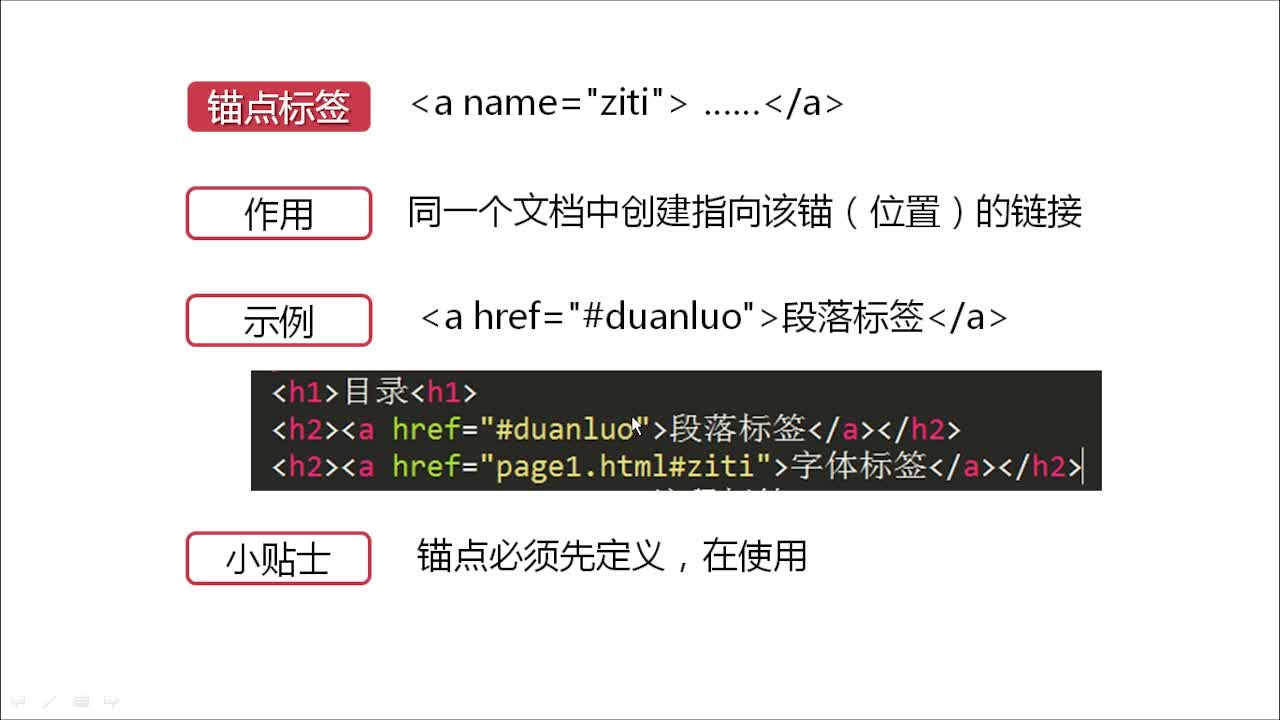 锚点标签 <a name="ziti"> ......</a>
作用 同一个文档中创建指向该锚（位置）的链接
示例 <a href="#duanluo">段落标签</a>
<h1>目录<h1>
<h2><a href="#duanluo">段落标签</a></h2>
<h2><a href="page1.html#ziti">字体标签</a></h2>
小贴士 锚点必须先定义，在使用